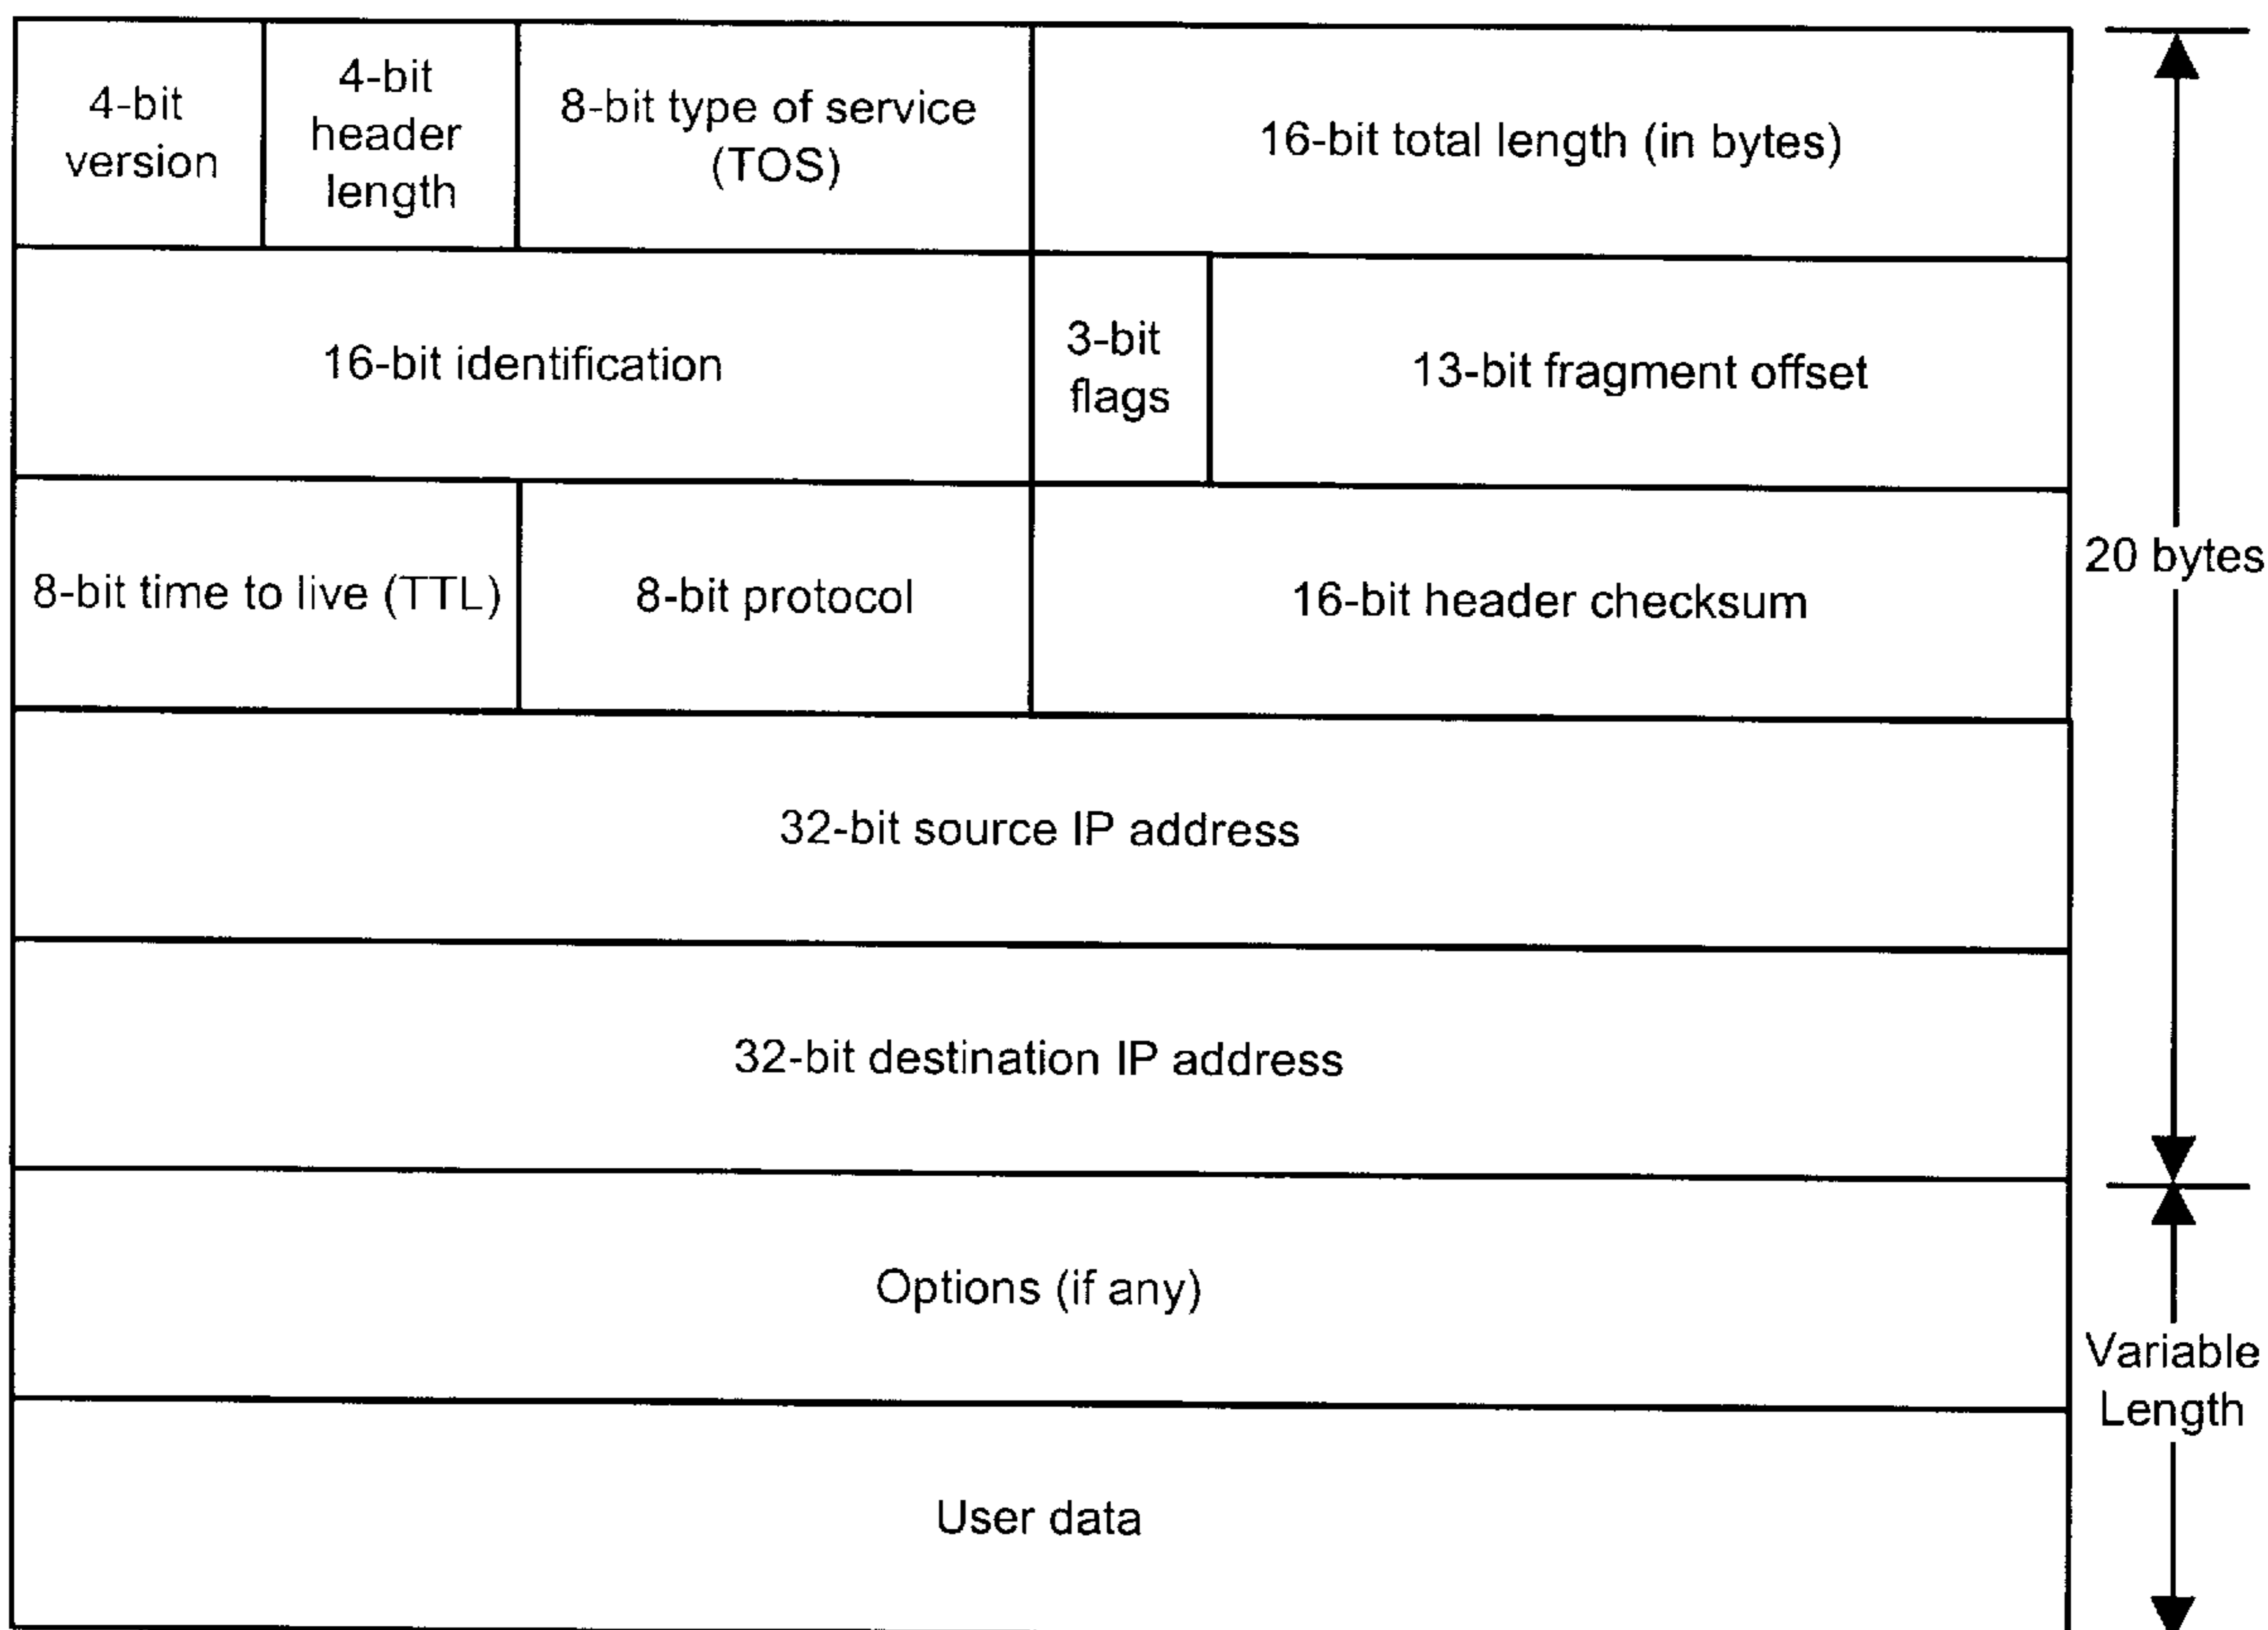 4-bit
version
4-bit
header
length
8-bit type of service
(TOS)
16-bit total length (in bytes)
16-bit identification
3-bit
flags
13-bit fragment offset
8-bit time to live (TTL)
8-bit protocol
16-bit header checksum
20 bytes
32-bit source IP address
32-bit destination IP address
Options (if any)
Variable
Length
User data